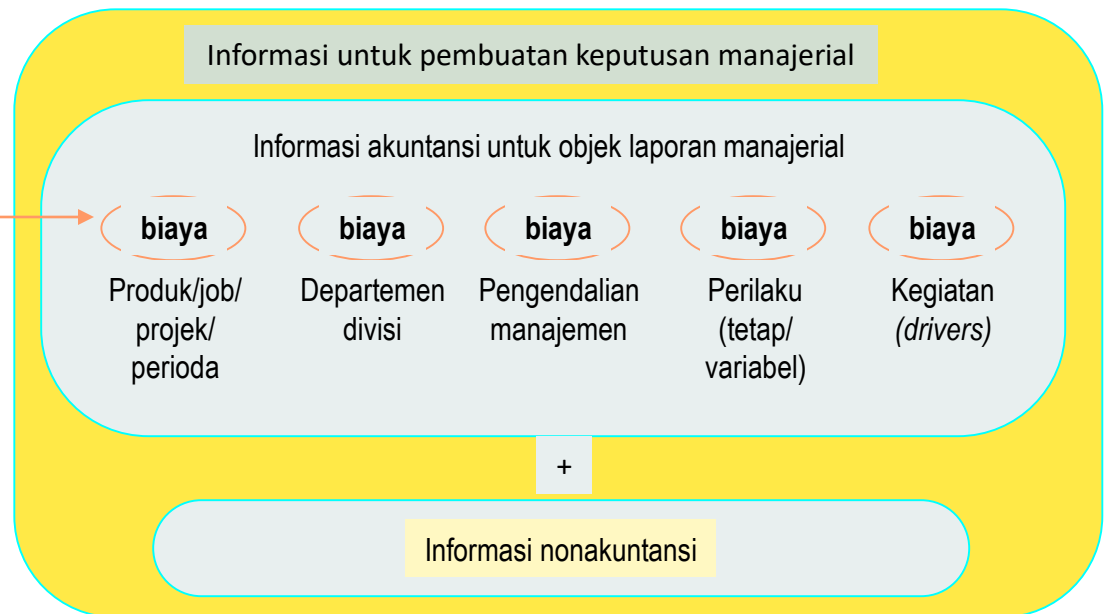 Informasi untuk pembuatan keputusan manajerial
Informasi akuntansi untuk objek laporan manajerial
biaya
Produk/job/
projek/
perioda
biaya
Departemen
divisi
biaya
Pengendalian
manajemen
biaya
Perilaku
(tetap/
variabel)
biaya
Kegiatan
(drivers)
+
Informasi nonakuntansi